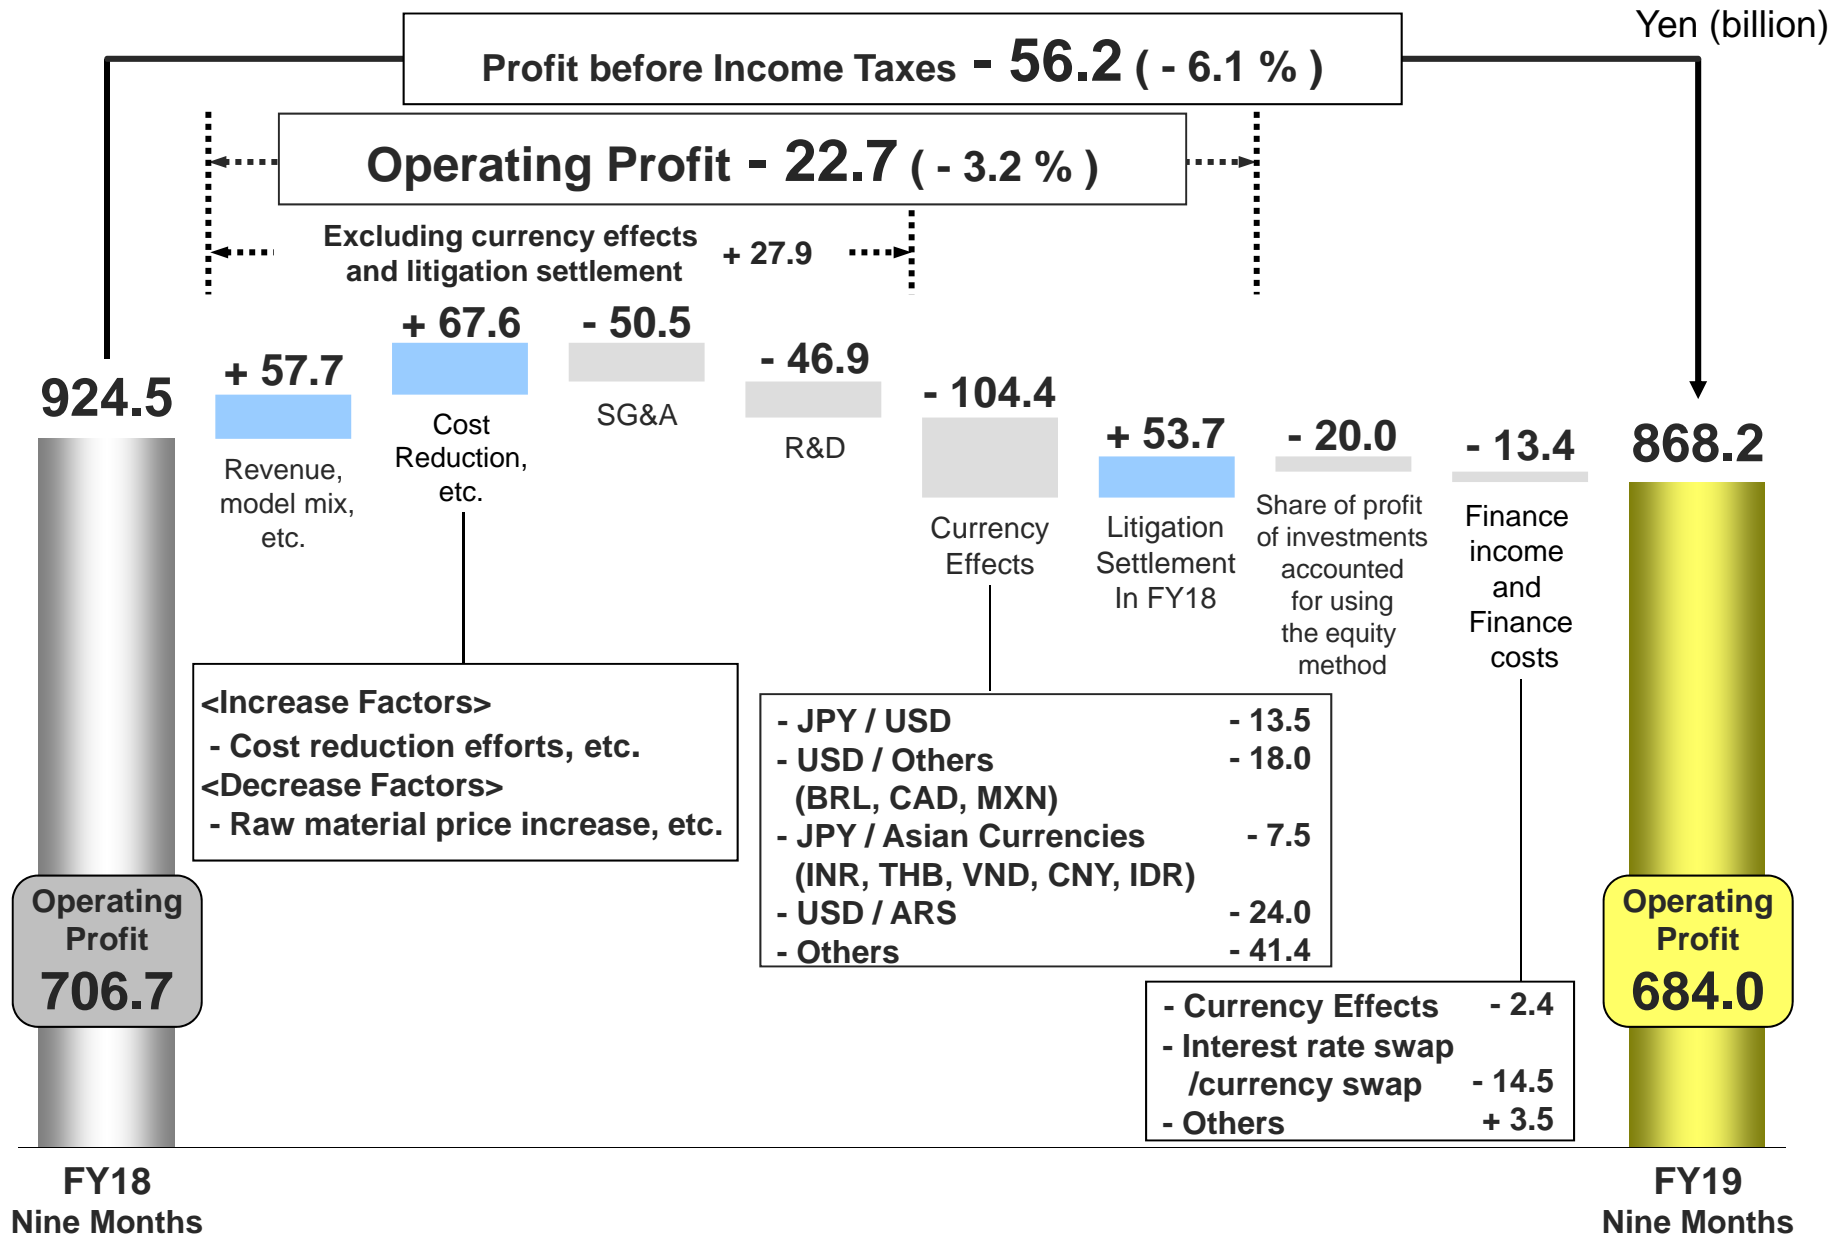 Yen (billion)
Profit before Income Taxes - 56.2 ( - 6.1 % )
Operating Profit - 22.7 ( - 3.2 % )
Excluding currency effects
and litigation settlement
+ 27.9
924.5
+ 57.7
Revenue,
model mix,
etc.
+ 67.6
Cost
Reduction,
etc.
- 50.5
SG&A
- 46.9
R&D
- 104.4
Currency
Effects
+ 53.7
Litigation
Settlement
In FY18
- 20.0
Share of profit
of investments
accounted
for using
the equity
method
- 13.4
Finance
income
and
Finance
costs
868.2
<Increase Factors>
- Cost reduction efforts, etc.
<Decrease Factors>
- Raw material price increase, etc.
- JPY / USD - 13.5
- USD / Others - 18.0
(BRL, CAD, MXN)
- JPY / Asian Currencies - 7.5
(INR, THB, VND, CNY, IDR)
- USD / ARS - 24.0
- Others - 41.4
- Currency Effects - 2.4
- Interest rate swap
/currency swap - 14.5
- Others + 3.5
Operating
Profit
706.7
Operating
Profit
684.0
FY18
Nine Months
FY19
Nine Months